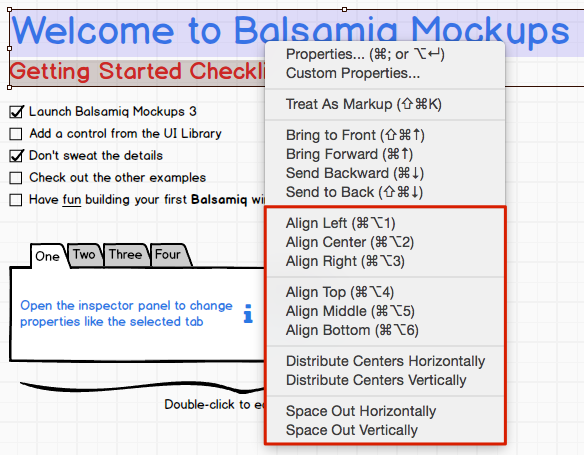 Welcome to Balsamiq Mockups
Getting Started Checkli
Launch Balsamiq Mockups 3
Add a control from the UI Library
Don't sweat the details
Check out the other examples
Have fun building your first Balsamiq wi
One
Two
Three
Four
Open the inspector panel to change
properties like the selected tab
i
Double-click to e
Properties... (⌘; or ⌥↩)
Custom Properties...
Treat As Markup (⇧⌘K)
Bring to Front (⇧⌘↑)
Bring Forward (⌘↑)
Send Backward (⌘↓)
Send to Back (⇧⌘↓)
Align Left (⌘⌥1)
Align Center (⌘⌥2)
Align Right (⌘⌥3)
Align Top (⌘⌥4)
Align Middle (⌘⌥5)
Align Bottom (⌘⌥6)
Distribute Centers Horizontally
Distribute Centers Vertically
Space Out Horizontally
Space Out Vertically